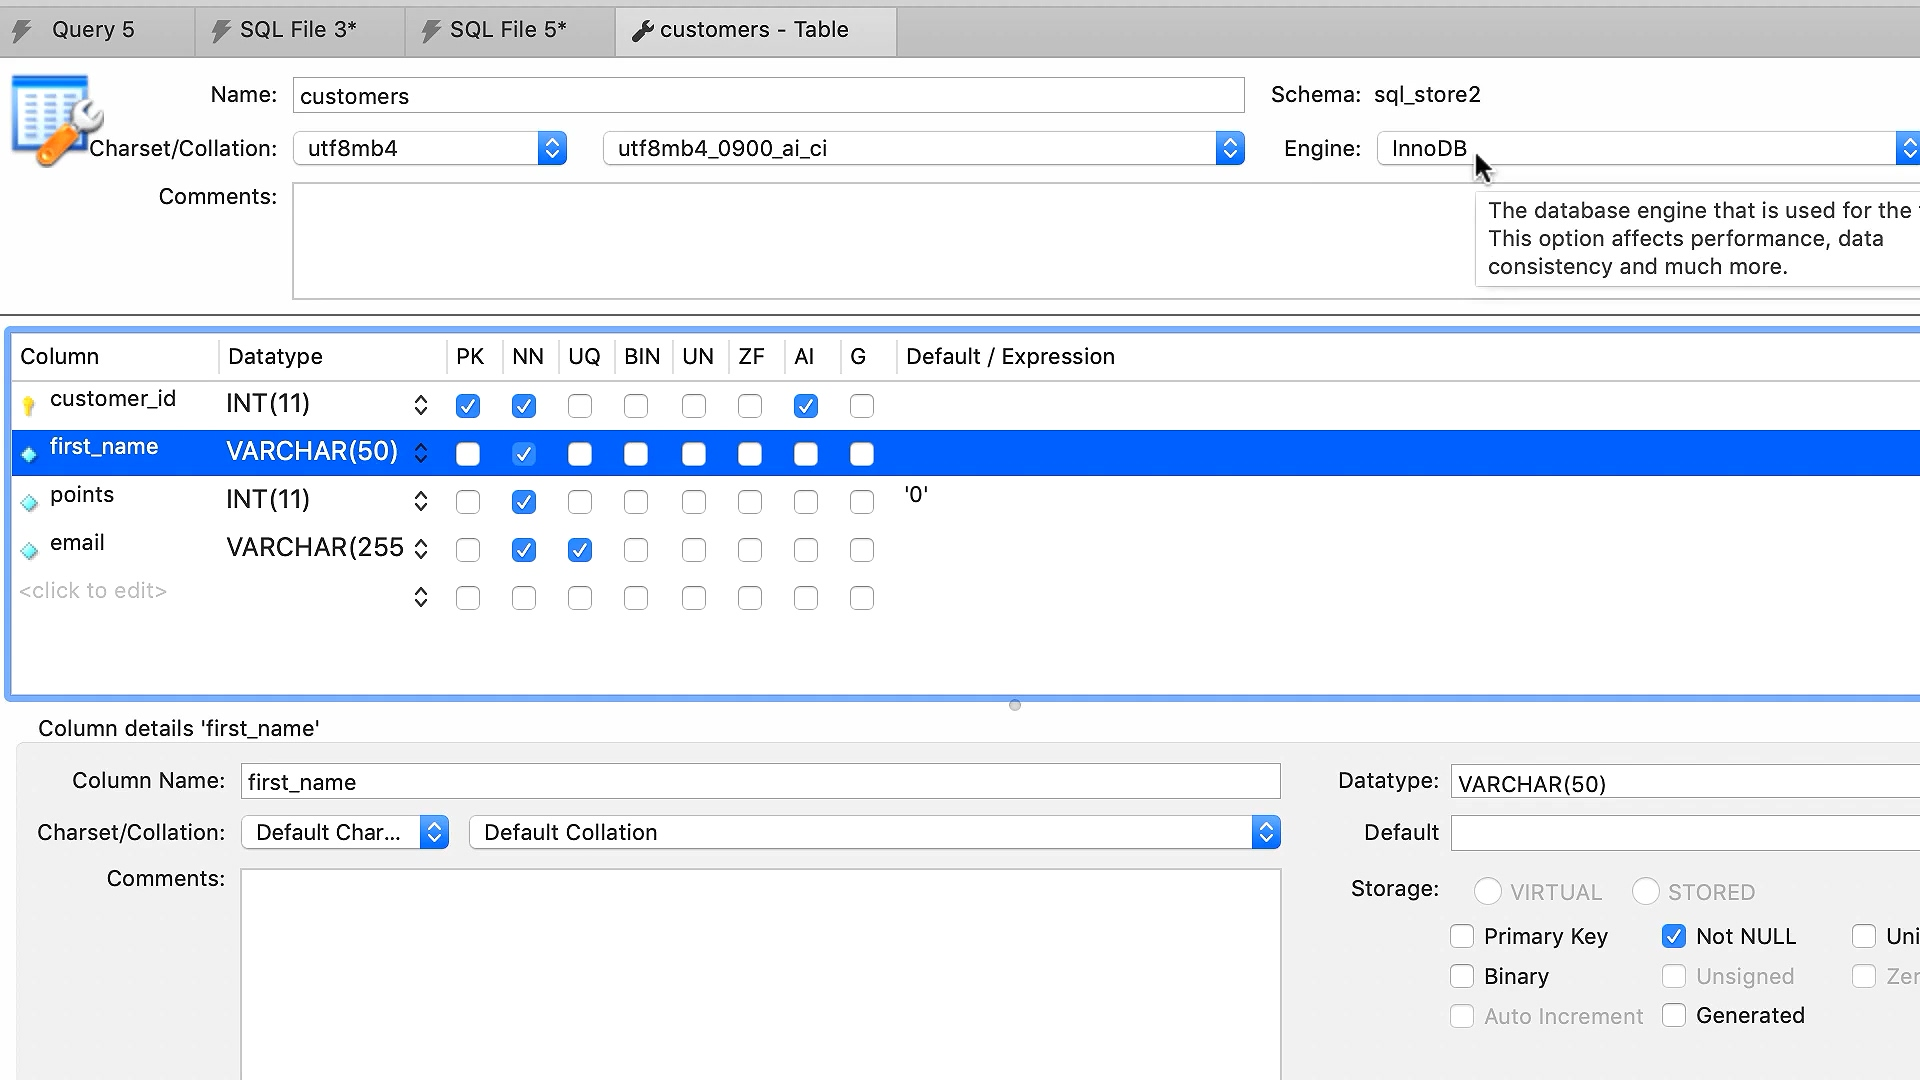 Query 5
SQL File 3*
SQL File 5*
customers - Table
Name: customers
Schema: sql_store2
Charset/Collation: utf8mb4 utf8mb4_0900_ai_ci
Engine: InnoDB
Comments:
The database engine that is used for the
This option affects performance, data
consistency and much more.
Column Datatype PK NN UQ BIN UN ZF AI G Default / Expression
customer_id INT(11)
first_name VARCHAR(50)
points INT(11) '0'
email VARCHAR(255
<click to edit>
Column details 'first_name'
Column Name: first_name
Datatype: VARCHAR(50)
Charset/Collation: Default Char... Default Collation
Default
Comments:
Storage: VIRTUAL STORED
Primary Key Not NULL Uni
Binary Unsigned Zer
Auto Increment Generated